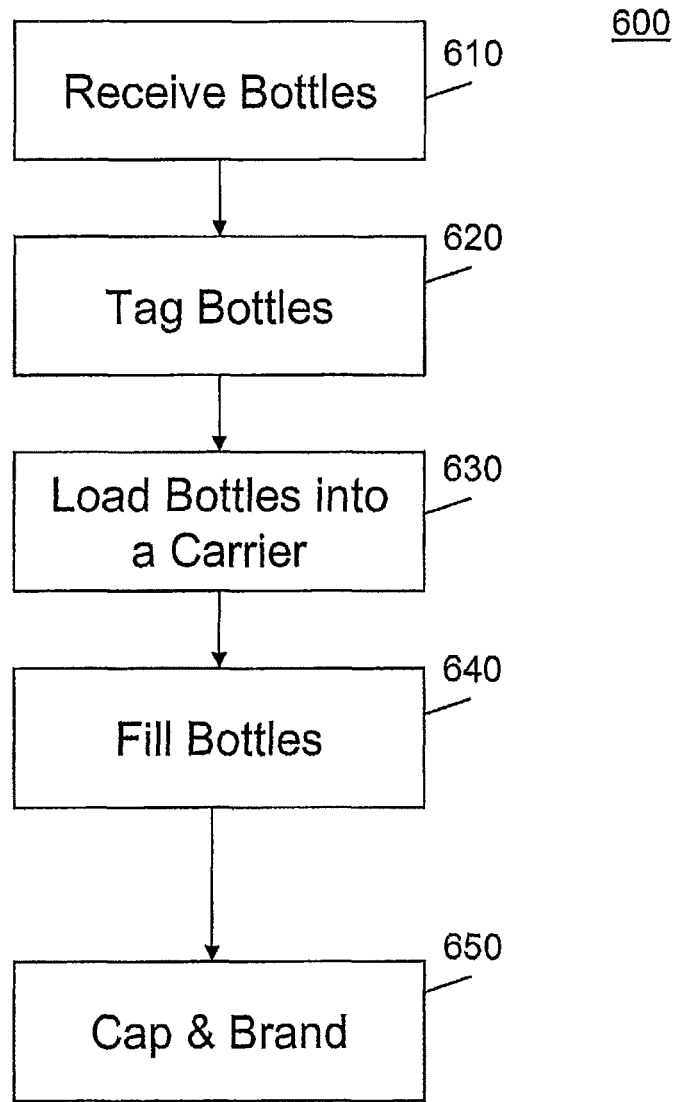 600
610
Receive Bottles
620
Tag Bottles
630
Load Bottles into
a Carrier
640
Fill Bottles
650
Cap & Brand